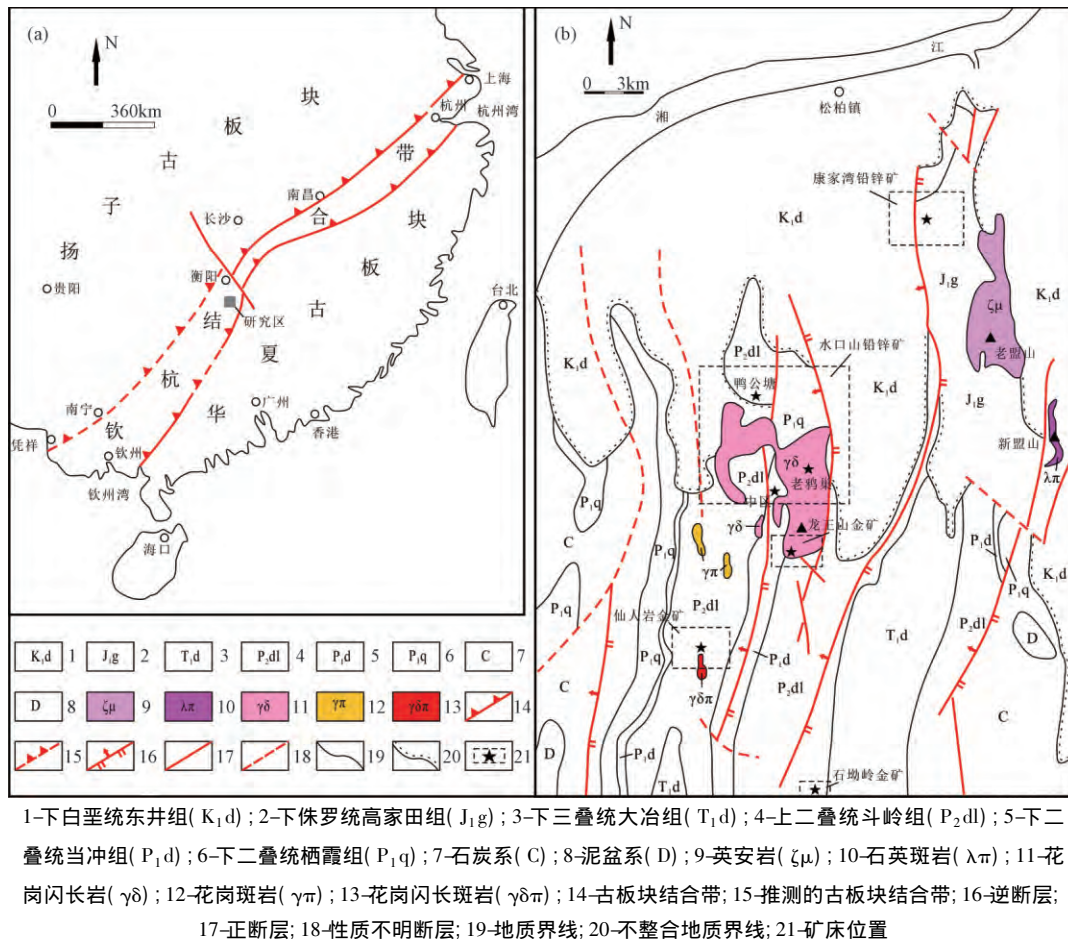 (a)
N
0 360km
上海
杭州
杭州湾
块
板
古
子
扬
带
合
结
杭
钦
南昌
长沙
衡阳
研究区
贵阳
块
板
古
夏
华
台北
南宁
凭祥
钦州
钦州湾
广州
香港
海口
K₁d 1 J₁g 2 T₁d 3 P₂dl 4 P₁d 5 P₁q 6 C 7
D 8 ζμ 9 λπ 10 γδ 11 γπ 12 γδπ 13 14
15 16 17 18 19 20 21
(b)
N
0 3km
江
湘
松柏镇
康家湾铅锌矿
K₁d
J₁g
K₁d
ζμ
老盟山
水口山铅锌矿
K₁d
P₂dl
鸭公塘
K₁d
J₁g
P₁q
新盟山
λπ
γδ
老鸦巢
P₂dl
中区
P₁q
C
γδ
龙王山金矿
P₁q
γπ
P₁d
P₁d
P₁q
K₁d
P₁q
仙人岩金矿
P₂dl
T₁d
P₂dl
D
P₁q
P₁d
P₂dl
C
γδπ
C
D
P₁d
T₁d
石坳岭金矿
1-下白垩统东井组(K₁d);2-下侏罗统高家田组(J₁g);3-下三叠统大冶组(T₁d);4-上二叠统斗岭组(P₂dl);5-下二
叠统当冲组(P₁d);6-下二叠统栖霞组(P₁q);7-石炭系(C);8-泥盆系(D);9-英安岩(ζμ);10-石英斑岩(λπ);11-花
岗闪长岩(γδ);12-花岗斑岩(γπ);13-花岗闪长斑岩(γδπ);14-古板块结合带;15-推测的古板块结合带;16-逆断层;
17-正断层;18-性质不明断层;19-地质界线;20-不整合地质界线;21-矿床位置